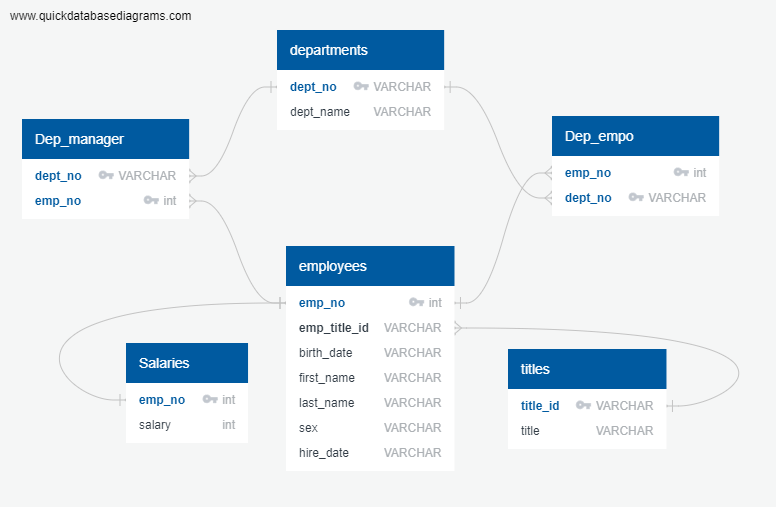 www.quickdatabasediagrams.com
departments
dept_no VARCHAR
dept_name VARCHAR
Dep_manager
dept_no VARCHAR
emp_no int
Dep_empo
emp_no int
dept_no VARCHAR
employees
emp_no int
emp_title_id VARCHAR
birth_date VARCHAR
first_name VARCHAR
last_name VARCHAR
sex VARCHAR
hire_date VARCHAR
Salaries
emp_no int
salary int
titles
title_id VARCHAR
title VARCHAR